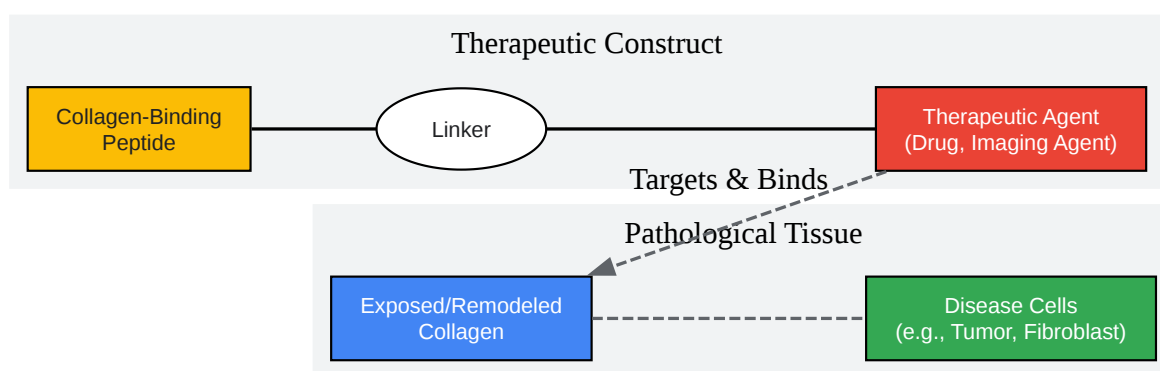 Therapeutic Construct
Collagen-Binding
Peptide
Linker
Therapeutic Agent
(Drug, Imaging Agent)
Targets & Binds
Pathological Tissue
Exposed/Remodeled
Collagen
Disease Cells
(e.g., Tumor, Fibroblast)